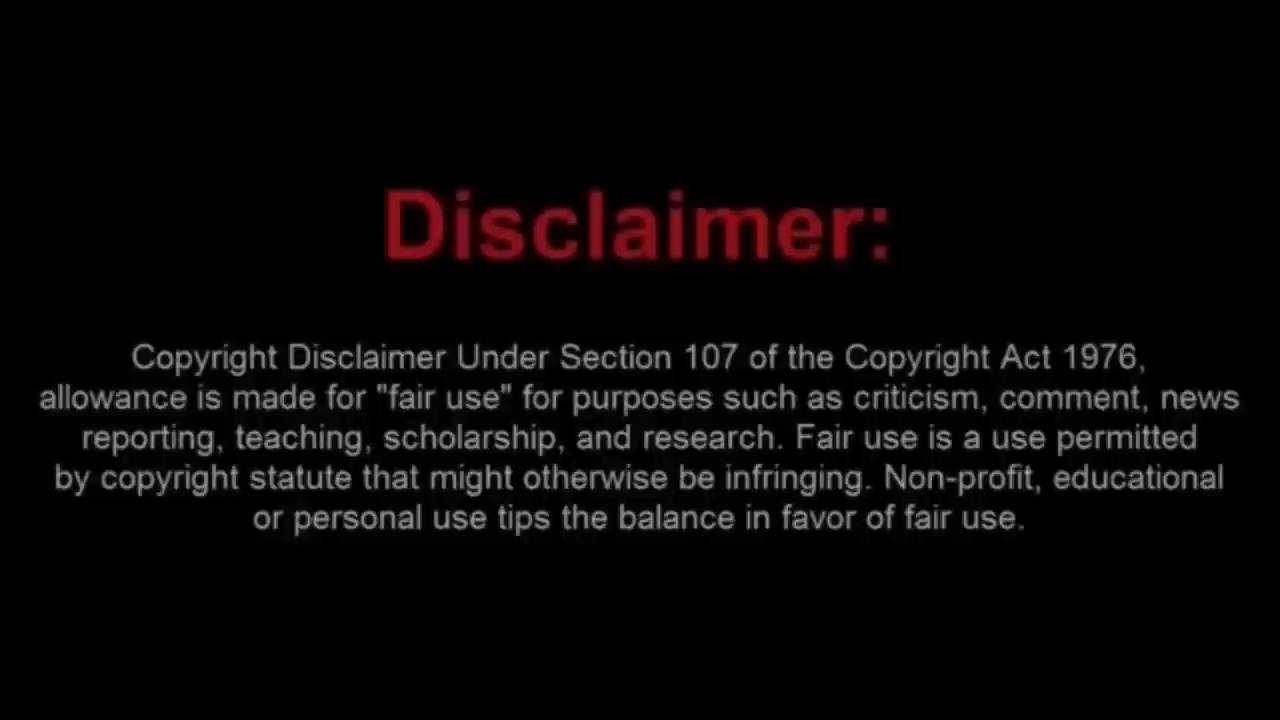 Disclaimer:
Copyright Disclaimer Under Section 107 of the Copyright Act 1976,
allowance is made for "fair use" for purposes such as criticism, comment, news
reporting, teaching, scholarship, and research. Fair use is a use permitted
by copyright statute that might otherwise be infringing. Non-profit, educational
or personal use tips the balance in favor of fair use.